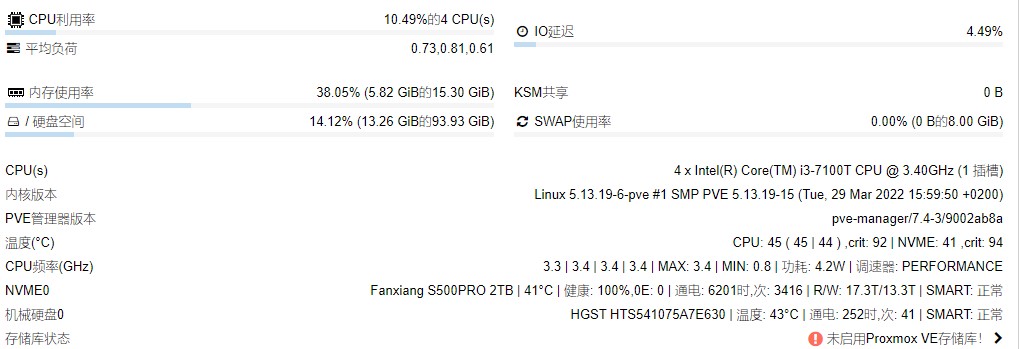 CPU利用率 10.49%的4 CPU(s)
IO延迟 4.49%
平均负荷 0.73,0.81,0.61
内存使用率 38.05% (5.82 GiB的15.30 GiB)
KSM共享 0 B
/ 硬盘空间 14.12% (13.26 GiB的93.93 GiB)
SWAP使用率 0.00% (0 B的8.00 GiB)
CPU(s) 4 x Intel(R) Core(TM) i3-7100T CPU @ 3.40GHz (1 插槽)
内核版本 Linux 5.13.19-6-pve #1 SMP PVE 5.13.19-15 (Tue, 29 Mar 2022 15:59:50 +0200)
PVE管理器版本 pve-manager/7.4-3/9002ab8a
温度(°C) CPU: 45 ( 45 | 44 ) ,crit: 92 | NVME: 41 ,crit: 94
CPU频率(GHz) 3.3 | 3.4 | 3.4 | 3.4 | MAX: 3.4 | MIN: 0.8 | 功耗: 4.2W | 调速器: PERFORMANCE
NVME0 Fanxiang S500PRO 2TB | 41°C | 健康: 100%,0E: 0 | 通电: 6201时,次: 3416 | R/W: 17.3T/13.3T | SMART: 正常
机械硬盘0 HGST HTS541075A7E630 | 温度: 43°C | 通电: 252时,次: 41 | SMART: 正常
存储库状态 未启用Proxmox VE存储库！